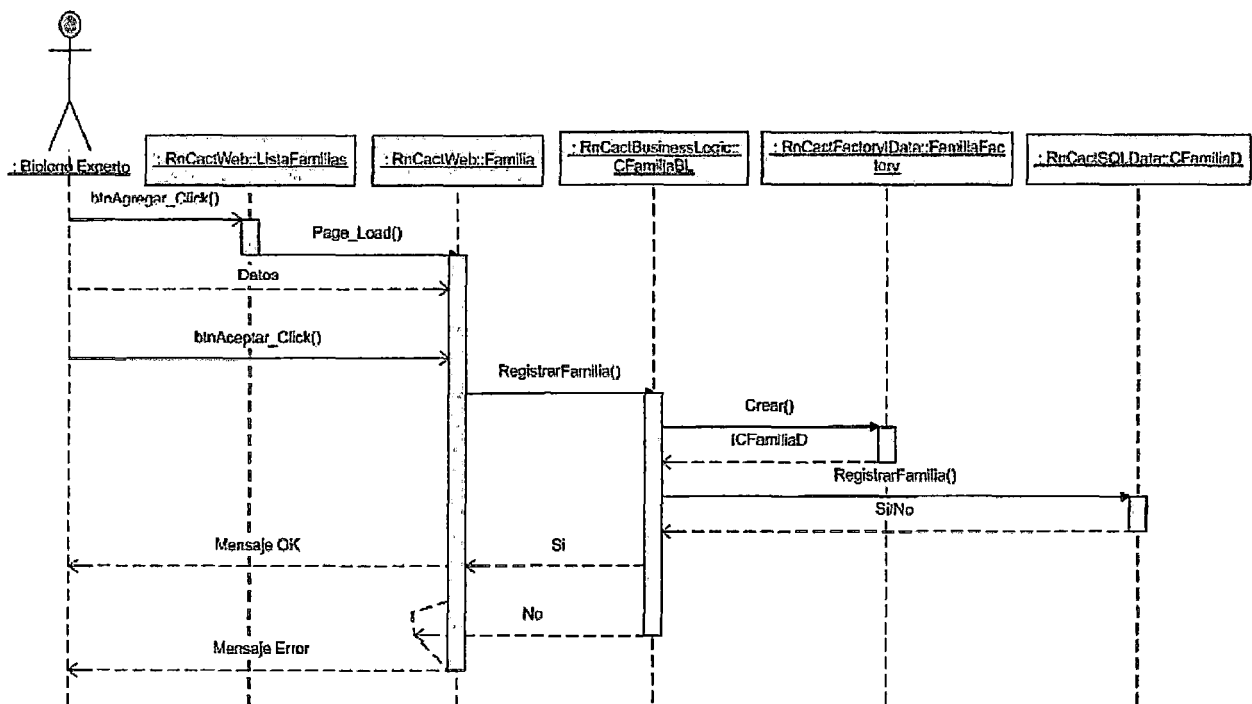 : Biologo Experto
: RnCactWeb::ListaFamilias
: RnCactWeb::Familia
: RnCactBusinessLogic::
CFamiliaBL
: RnCactFactoryIData::FamiliaFac
tory
: RnCactSQLData::CFamiliaD
btnAgregar_Click()
Page_Load()
Datos
btnAceptar_Click()
RegistrarFamilia()
Crear()
ICFamiliaD
RegistrarFamilia()
Si/No
Mensaje OK
Si
No
Mensaje Error